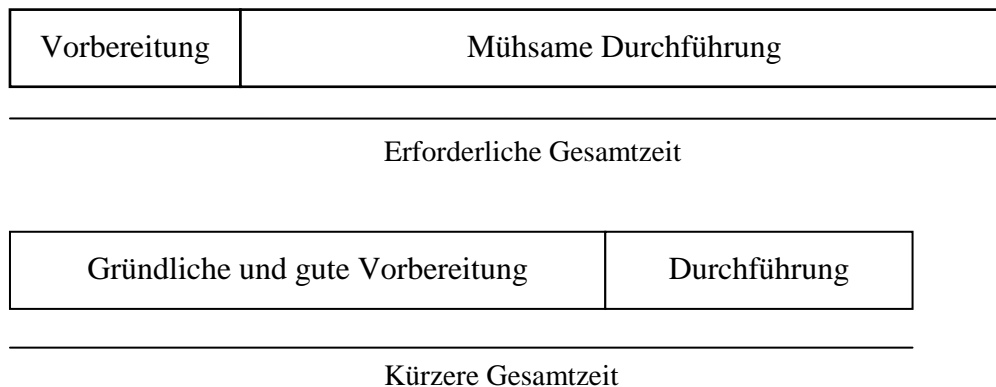 Vorbereitung Mühsame Durchführung
Erforderliche Gesamtzeit
Gründliche und gute Vorbereitung Durchführung
Kürzere Gesamtzeit